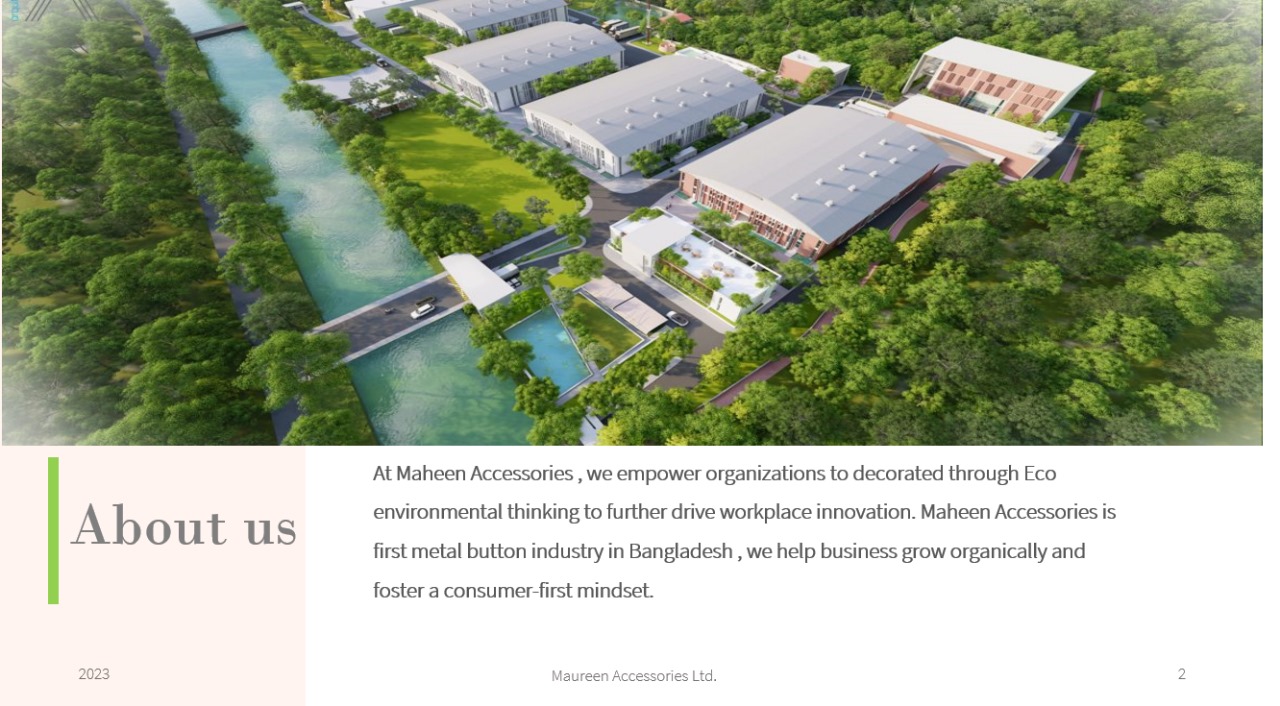 About us
At Maheen Accessories , we empower organizations to decorated through Eco
environmental thinking to further drive workplace innovation. Maheen Accessories is
first metal button industry in Bangladesh , we help business grow organically and
foster a consumer-first mindset.
2023
Maureen Accessories Ltd.
2